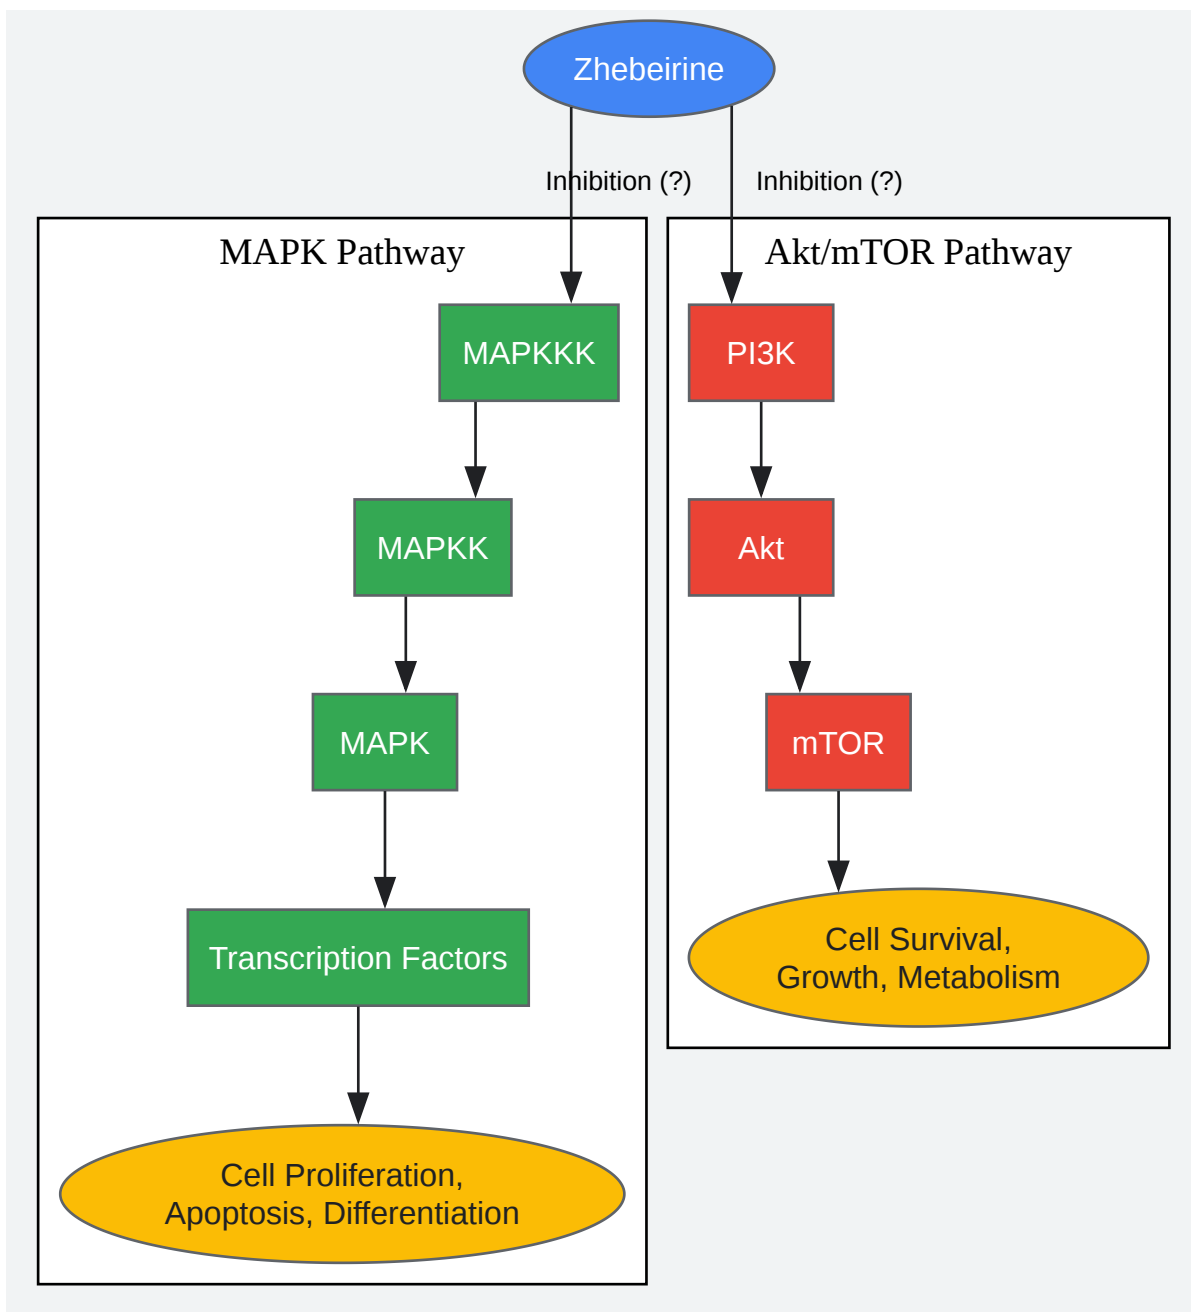 Zhebeirine
Inhibition (?)
Inhibition (?)
MAPK Pathway
MAPKKK
MAPKK
MAPK
Transcription Factors
Cell Proliferation,
Apoptosis, Differentiation
Akt/mTOR Pathway
PI3K
Akt
mTOR
Cell Survival,
Growth, Metabolism